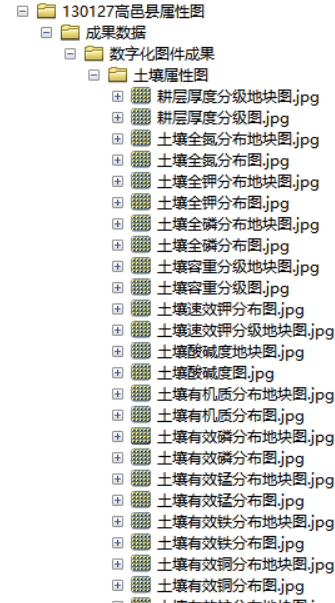 130127高邑县属性图
成果数据
数字化图件成果
土壤属性图
耕层厚度分级地块图.jpg
耕层厚度分级图.jpg
土壤全氮分布地块图.jpg
土壤全氮分布图.jpg
土壤全钾分布地块图.jpg
土壤全钾分布图.jpg
土壤全磷分布地块图.jpg
土壤全磷分布图.jpg
土壤容重分级地块图.jpg
土壤容重分级图.jpg
土壤速效钾分布图.jpg
土壤速效钾分级地块图.jpg
土壤酸碱度地块图.jpg
土壤酸碱度图.jpg
土壤有机质分布地块图.jpg
土壤有机质分布图.jpg
土壤有效磷分布地块图.jpg
土壤有效磷分布图.jpg
土壤有效锰分布地块图.jpg
土壤有效锰分布图.jpg
土壤有效铁分布地块图.jpg
土壤有效铁分布图.jpg
土壤有效铜分布地块图.jpg
土壤有效铜分布图.jpg